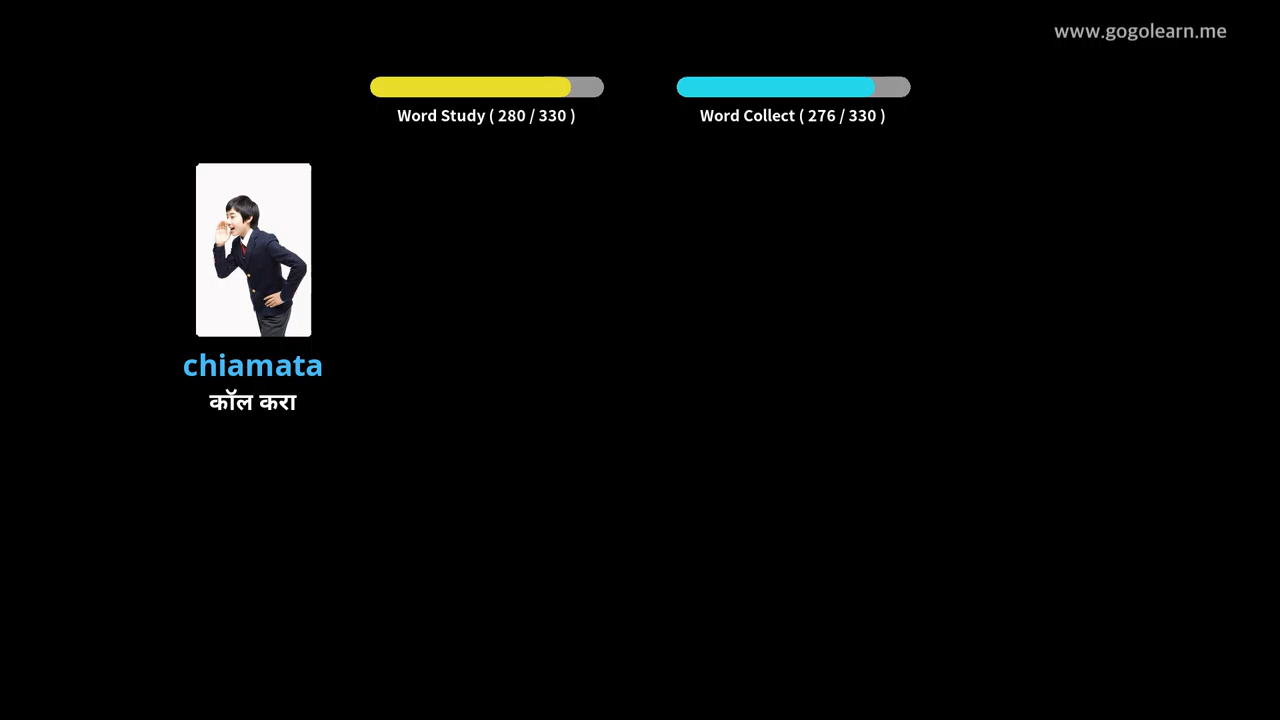 www.gogolearn.me
Word Study ( 280 / 330 )
Word Collect ( 276 / 330 )
chiamata
कॉल करा